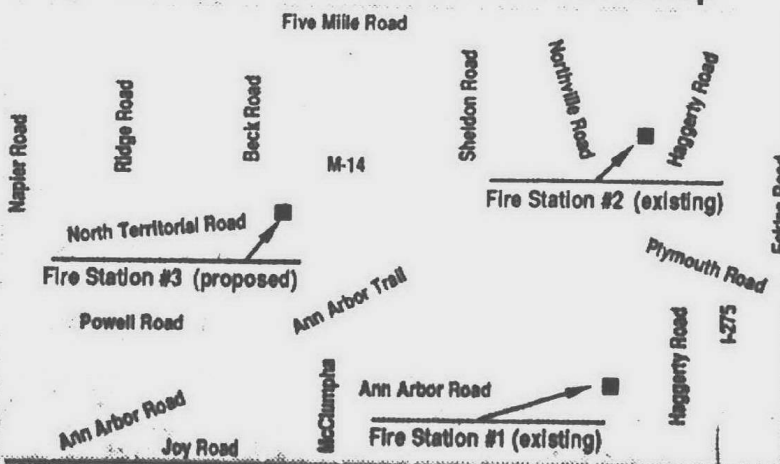 Five Mile Road
Napier Road
Ridge Road
Beck Road
M-14
Sheldon Road
Northville Road
Haggerty Road
Fire Station #2 (existing)
North Territorial Road
Fire Station #3 (proposed)
Plymouth Road
Powell Road
Ann Arbor Trail
I-275
Haggerty Road
McClumpha
Ann Arbor Road
Fire Station #1 (existing)
Ann Arbor Road
Joy Road